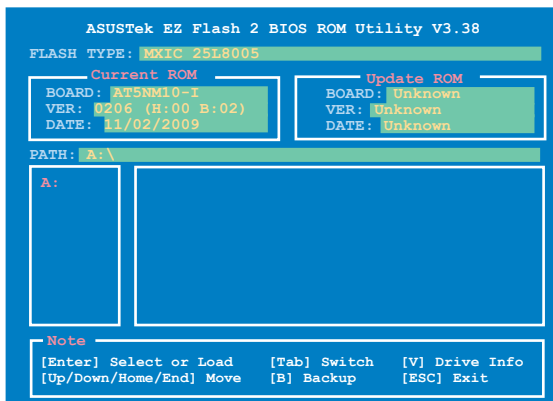 ASUSTek EZ Flash 2 BIOS ROM Utility V3.38
FLASH TYPE: MXIC 25L8005
Current ROM
BOARD: AT5NM10-I
VER: 0206 (H:00 B:02)
DATE: 11/02/2009
Update ROM
BOARD: Unknown
VER: Unknown
DATE: Unknown
PATH: A:\
A:
Note
[Enter] Select or Load [Tab] Switch [V] Drive Info
[Up/Down/Home/End] Move [B] Backup [ESC] Exit